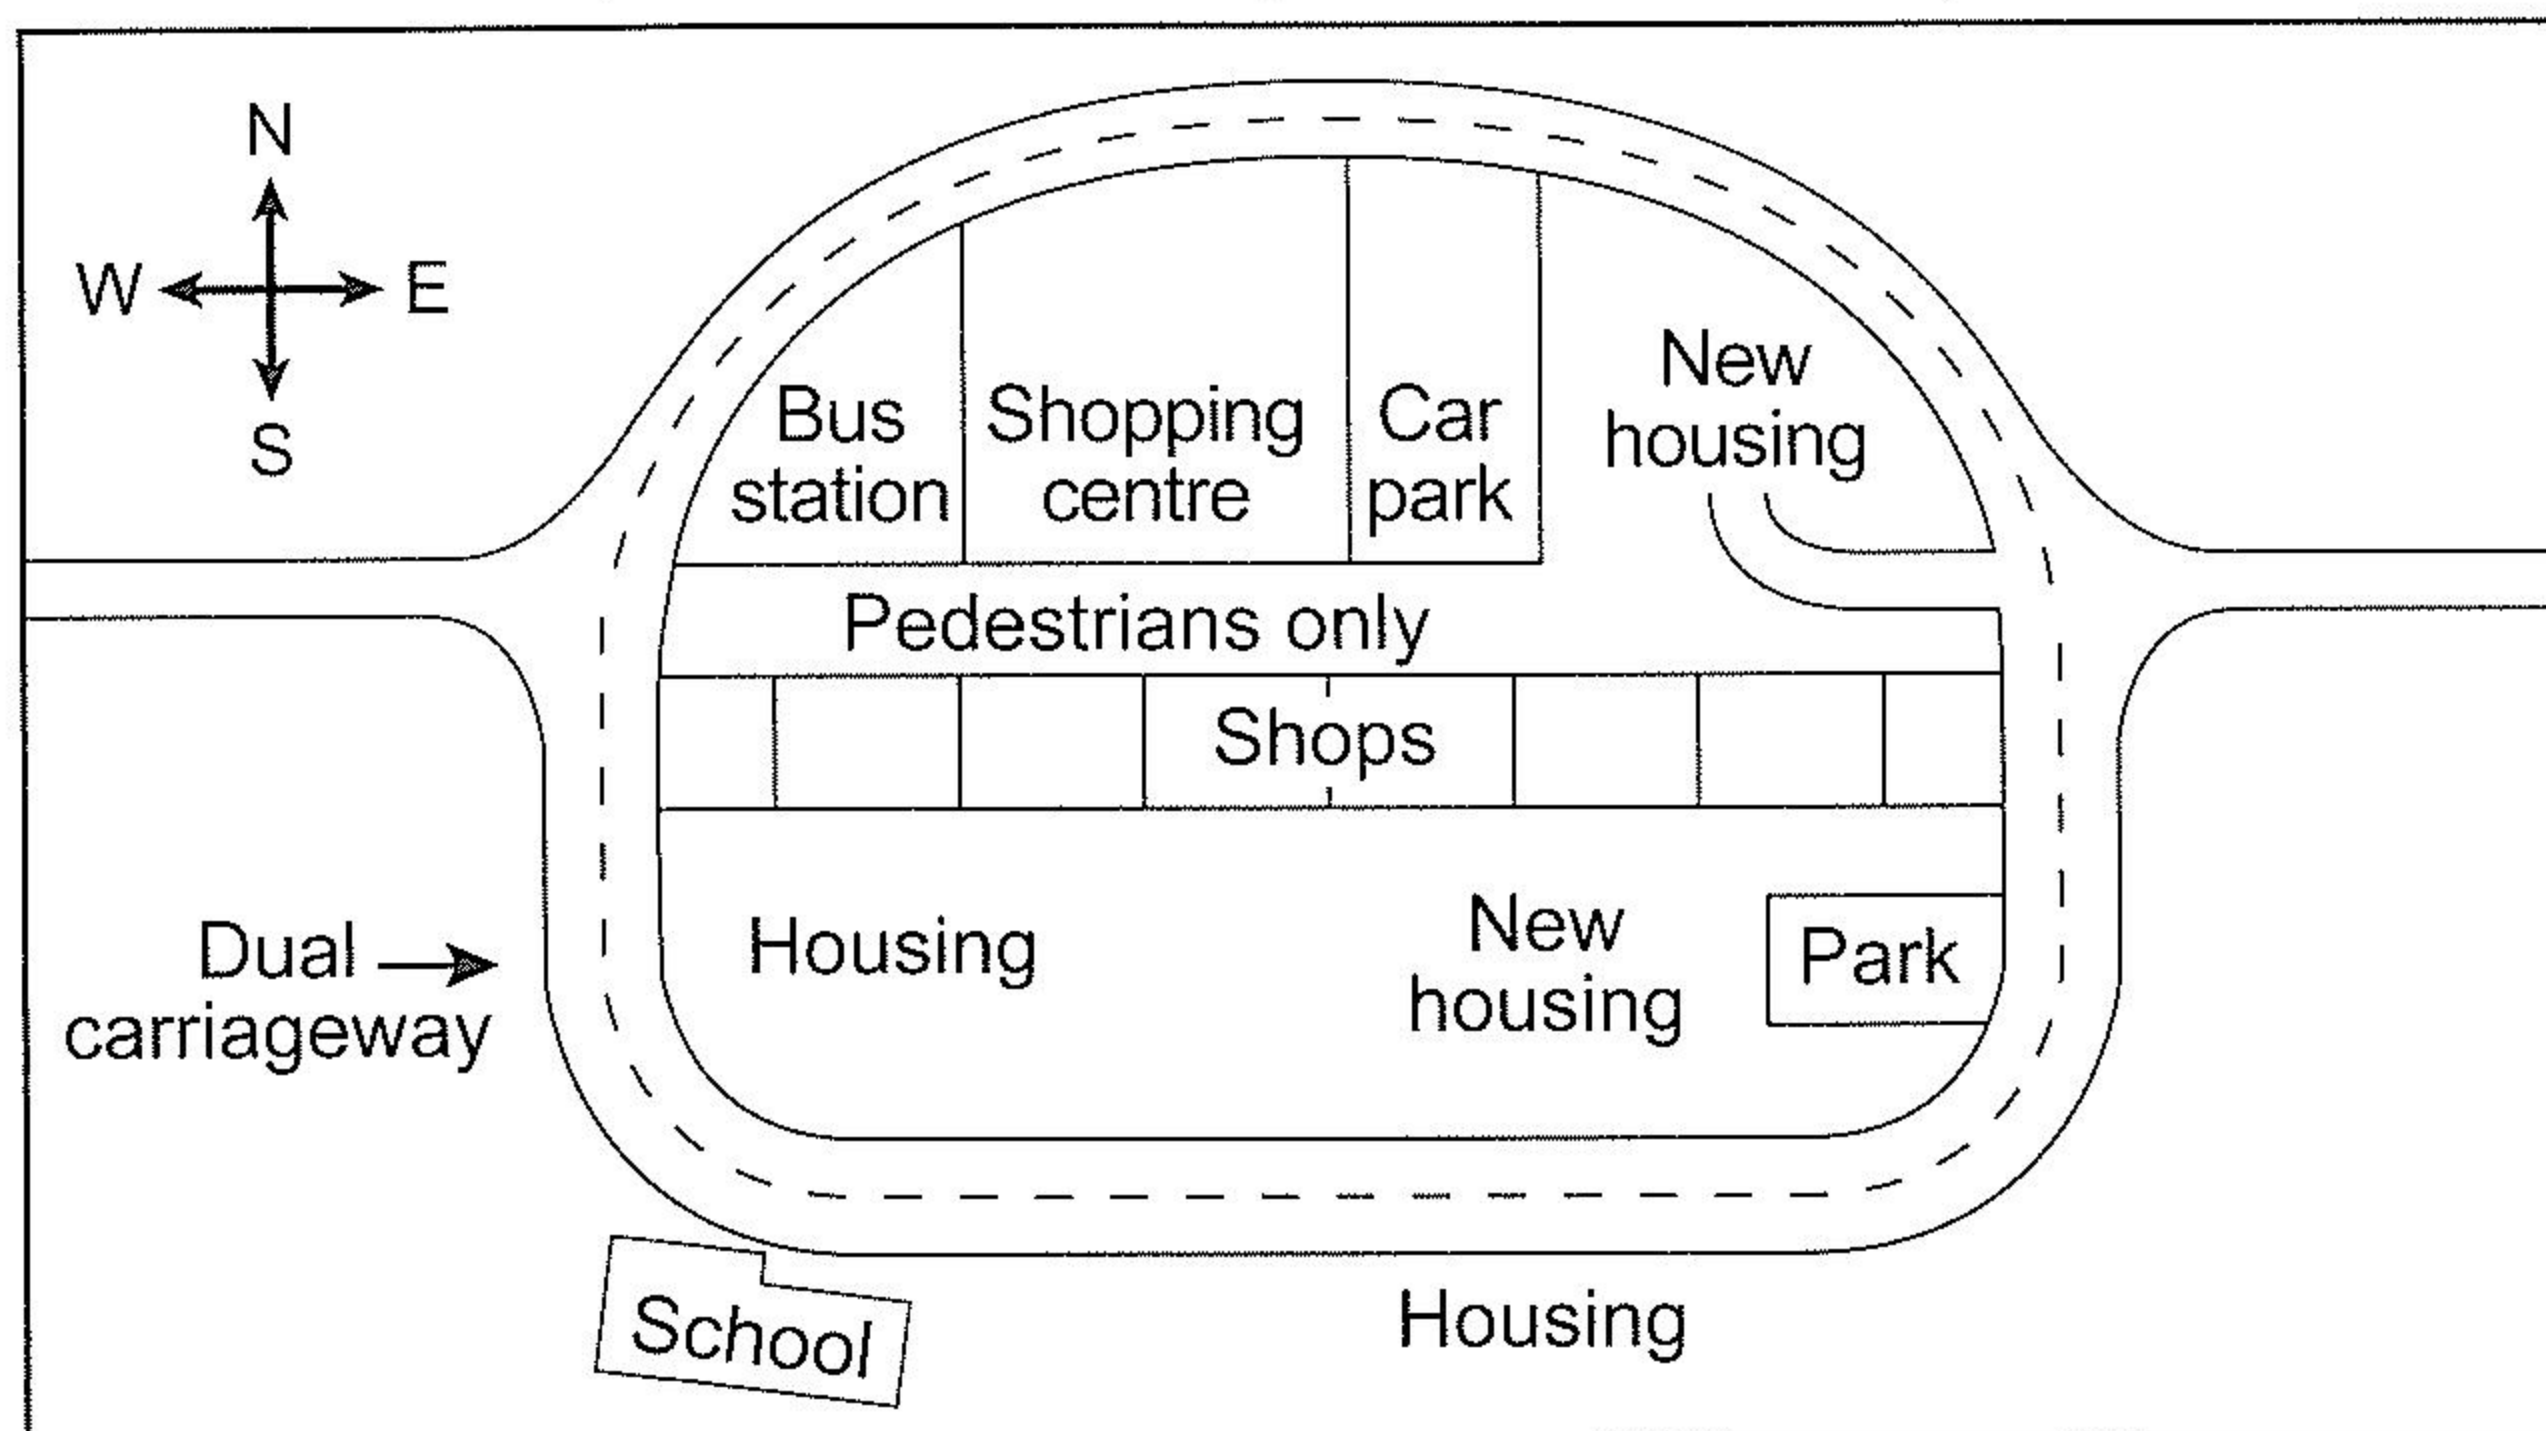 N
W
E
S
Bus
station
Shopping
centre
Car
park
New
housing
Pedestrians only
Shops
Dual
carriageway
Housing
New
housing
Park
School
Housing